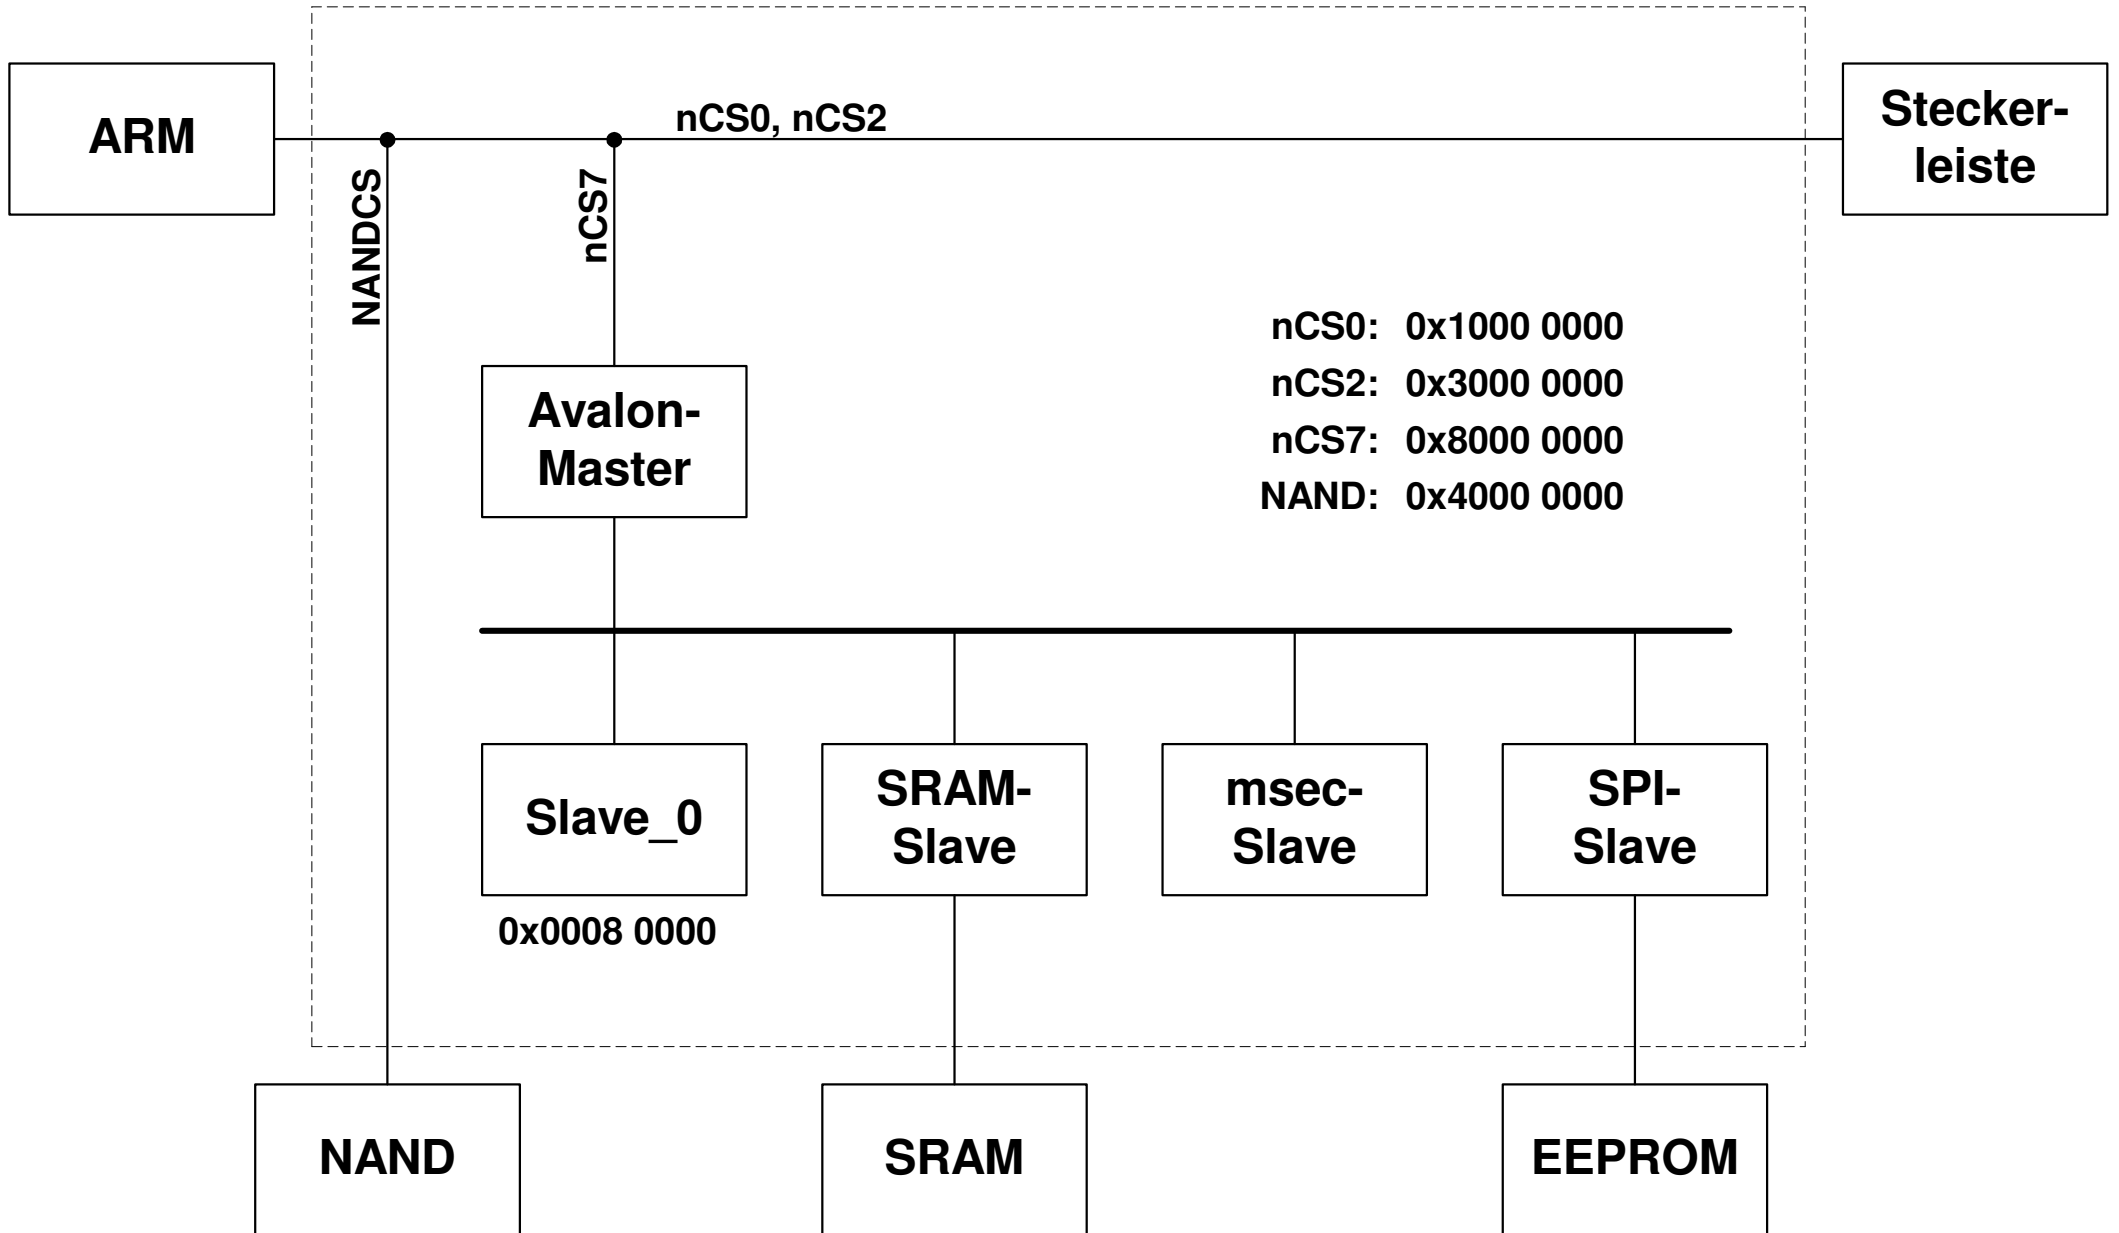 ARM
nCS0, nCS2
Stecker-
leiste
NANDCS
nCS7
nCS0: 0x1000 0000
nCS2: 0x3000 0000
nCS7: 0x8000 0000
NAND: 0x4000 0000
Avalon-
Master
Slave_0
SRAM-
Slave
msec-
Slave
SPI-
Slave
0x0008 0000
NAND
SRAM
EEPROM